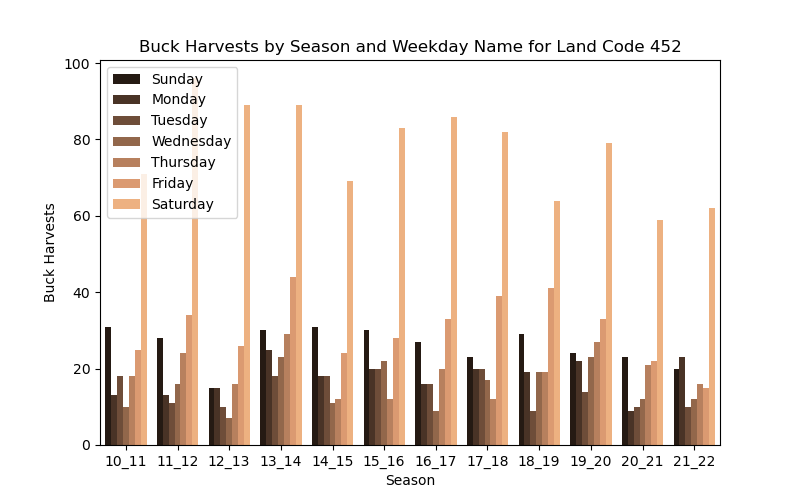 Buck Harvests by Season and Weekday Name for Land Code 452
100
80
60
40
20
0
Buck Harvests
Sunday
Monday
Tuesday
Wednesday
Thursday
Friday
Saturday
10_11 11_12 12_13 13_14 14_15 15_16 16_17 17_18 18_19 19_20 20_21 21_22
Season